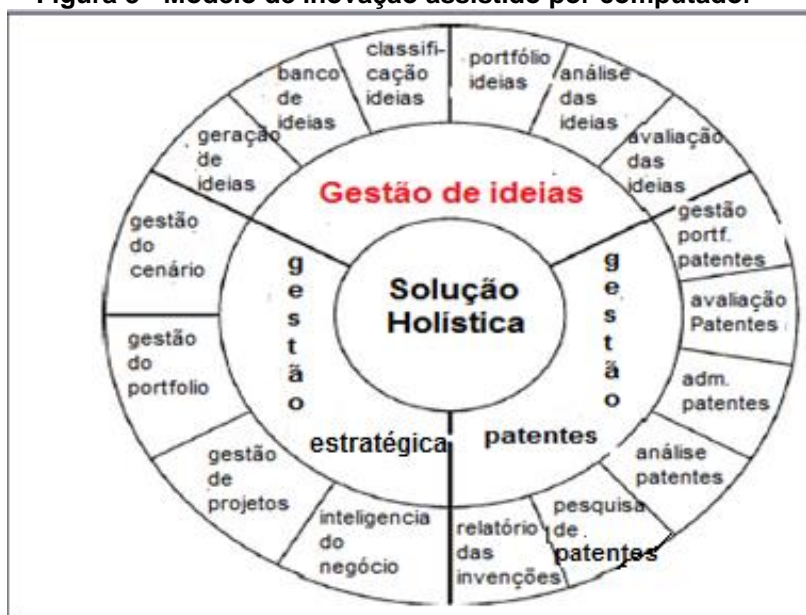 Figura 3 - Modelo de inovação assistido por computador
classifi-
cação
ideias
portfólio
ideias
banco
de
ideias
análise
das
ideias
geração
de
ideias
avaliação
das
ideias
Gestão de ideias
gestão
do
cenário
gestão
portf.
patentes
gestão
estratégica
Solução
Holística
gestão
patentes
avaliação
Patentes
gestão
do
portfolio
adm.
patentes
gestão
de
projetos
análise
patentes
inteligencia
do
negócio
relatório
das
invenções
pesquisa
de
patentes